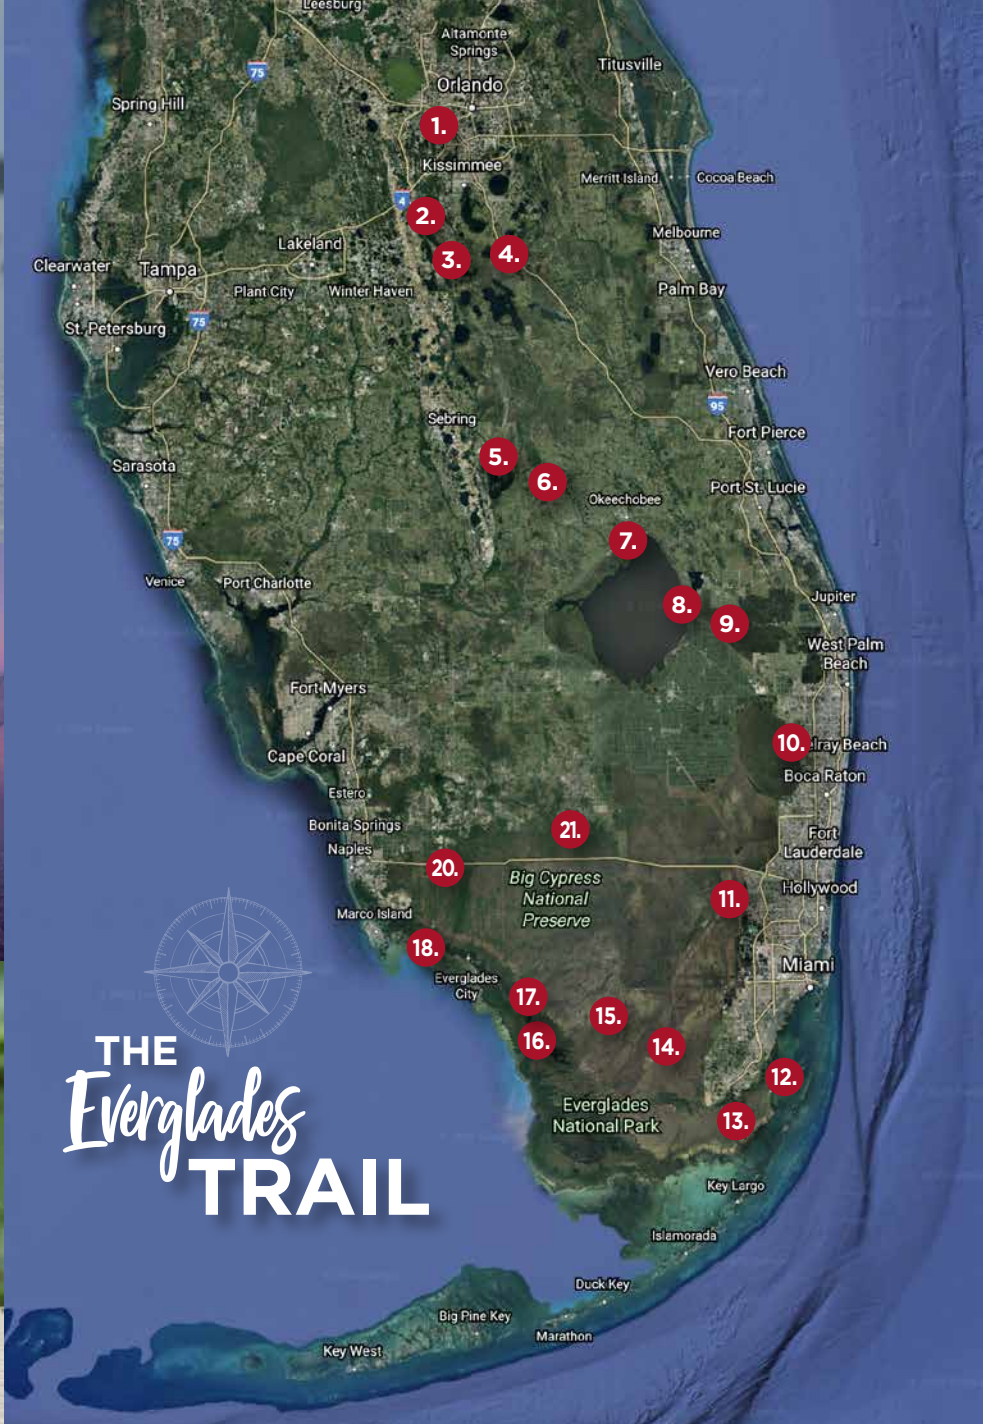 Leesburg
Altamonte
Springs
Titusville
75
Orlando
Spring Hill
1.
Kissimmee
Merritt Island
Cocoa Beach
4
2.
Melbourne
Lakeland
3.
4.
Clearwater
Tampa
Plant City
Winter Haven
Palm Bay
75
St. Petersburg
Vero Beach
95
Sebring
Fort Pierce
5.
Sarasota
6.
Port St. Lucie
Okeechobee
75
7.
Venice
Port Charlotte
8.
Jupiter
9.
West Palm
Beach
Fort Myers
10.
elray Beach
Cape Coral
Boca Raton
Estero
Bonita Springs
21.
Fort
Lauderdale
Naples
20.
Big Cypress
National
Preserve
Hollywood
11.
Marco Island
18.
Miami
Everglades
City
17.
15.
16.
14.
12.
Everglades
National Park
13.
Key Largo
Islamorada
Duck Key
Big Pine Key
Marathon
Key West
THE
Everglades
TRAIL